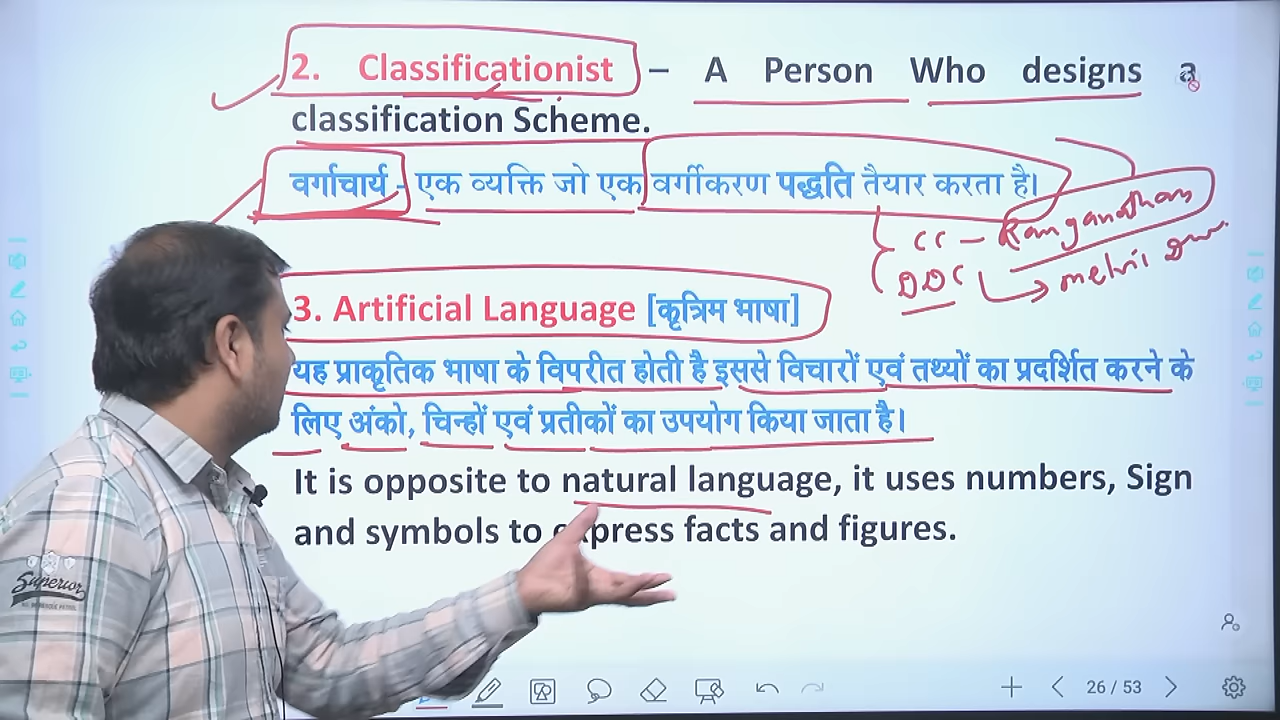 2. Classificationist – A Person Who designs a
classification Scheme.
वर्गाचार्य - एक व्यक्ति जो एक वर्गीकरण पद्धति तैयार करता है।
CC – Ranganathan
DDC → melvil
3. Artificial Language [कृत्रिम भाषा]
यह प्राकृतिक भाषा के विपरीत होती है इससे विचारों एवं तथ्यों का प्रदर्शित करने के
लिए अंको, चिन्हों एवं प्रतीकों का उपयोग किया जाता है।
It is opposite to natural language, it uses numbers, Sign
and symbols to express facts and figures.
Superior
26 / 53